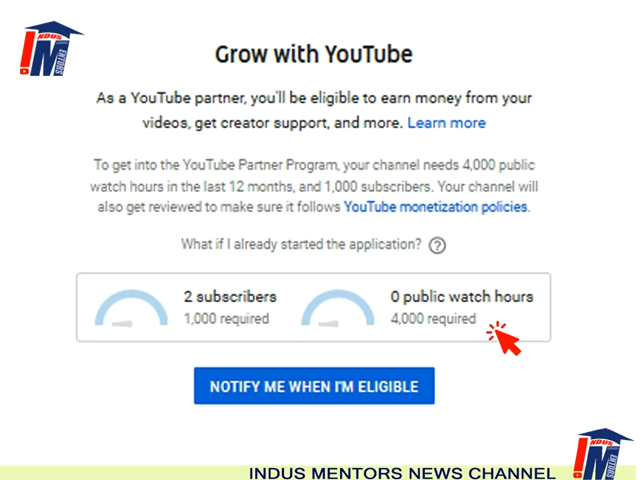 INDUS
M
ENTORS
Grow with YouTube
As a YouTube partner, you'll be eligible to earn money from your
videos, get creator support, and more. Learn more
To get into the YouTube Partner Program, your channel needs 4,000 public
watch hours in the last 12 months, and 1,000 subscribers. Your channel will
also get reviewed to make sure it follows YouTube monetization policies.
What if I already started the application? ?
2 subscribers
1,000 required
0 public watch hours
4,000 required
NOTIFY ME WHEN I'M ELIGIBLE
INDUS
M
ENTORS
INDUS MENTORS NEWS CHANNEL